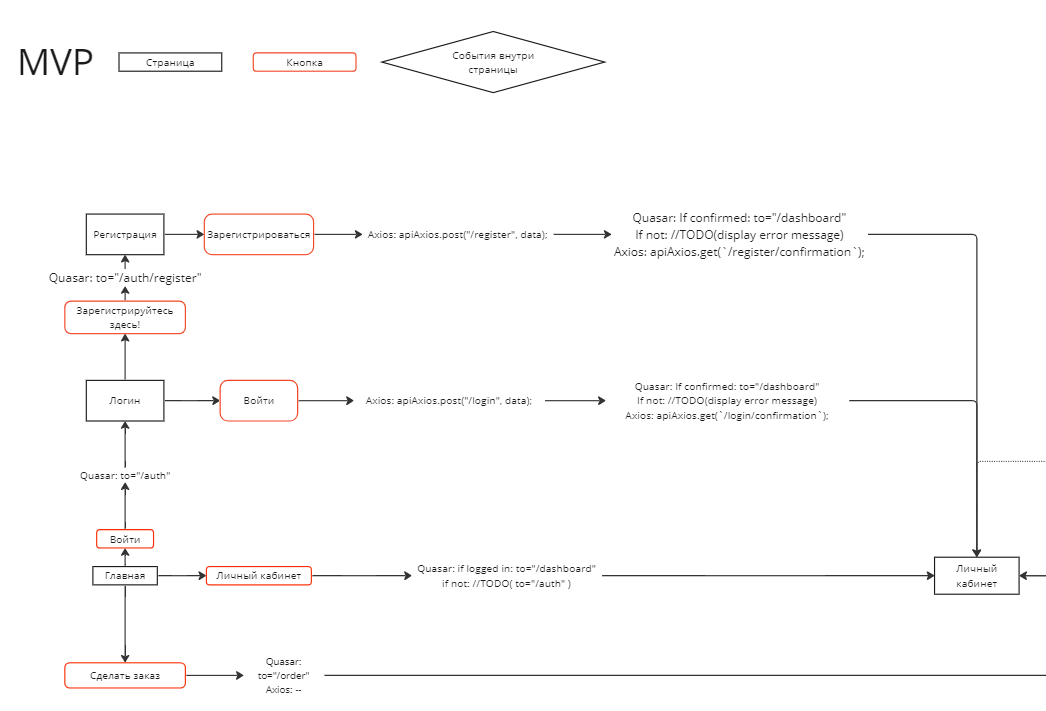 MVP
Страница
Кнопка
События внутри
страницы
Регистрация
Зарегистрироваться
Axios: apiAxios.post("/register", data);
Quasar: If confirmed: to="/dashboard"
If not: //TODO(display error message)
Axios: apiAxios.get(`/register/confirmation`);
Quasar: to="/auth/register"
Зарегистрируйтесь
здесь!
Логин
Войти
Axios: apiAxios.post("/login", data);
Quasar: If confirmed: to="/dashboard"
If not: //TODO(display error message)
Axios: apiAxios.get(`/login/confirmation`);
Quasar: to="/auth"
Войти
Главная
Личный кабинет
Quasar: if logged in: to="/dashboard"
if not: //TODO( to="/auth" )
Личный
кабинет
Сделать заказ
Quasar:
to="/order"
Axios: --